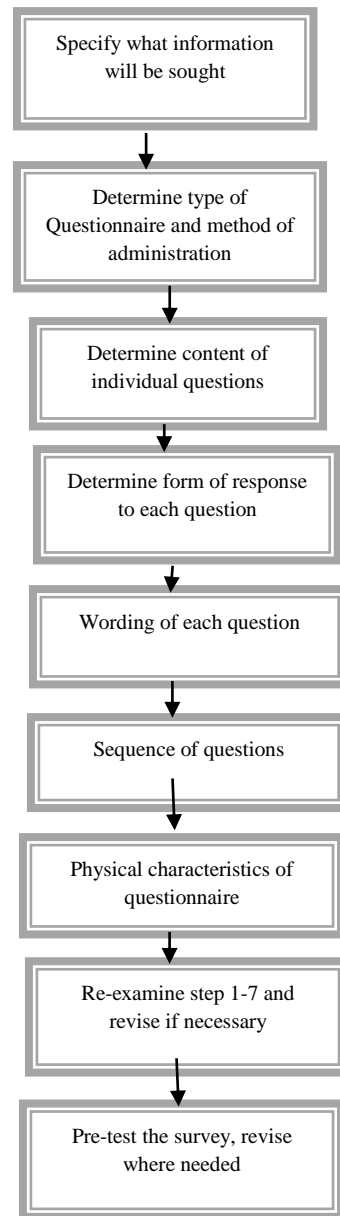 Specify what information
will be sought
Determine type of
Questionnaire and method of
administration
Determine content of
individual questions
Determine form of response
to each question
Wording of each question
Sequence of questions
Physical characteristics of
questionnaire
Re-examine step 1-7 and
revise if necessary
Pre-test the survey, revise
where needed